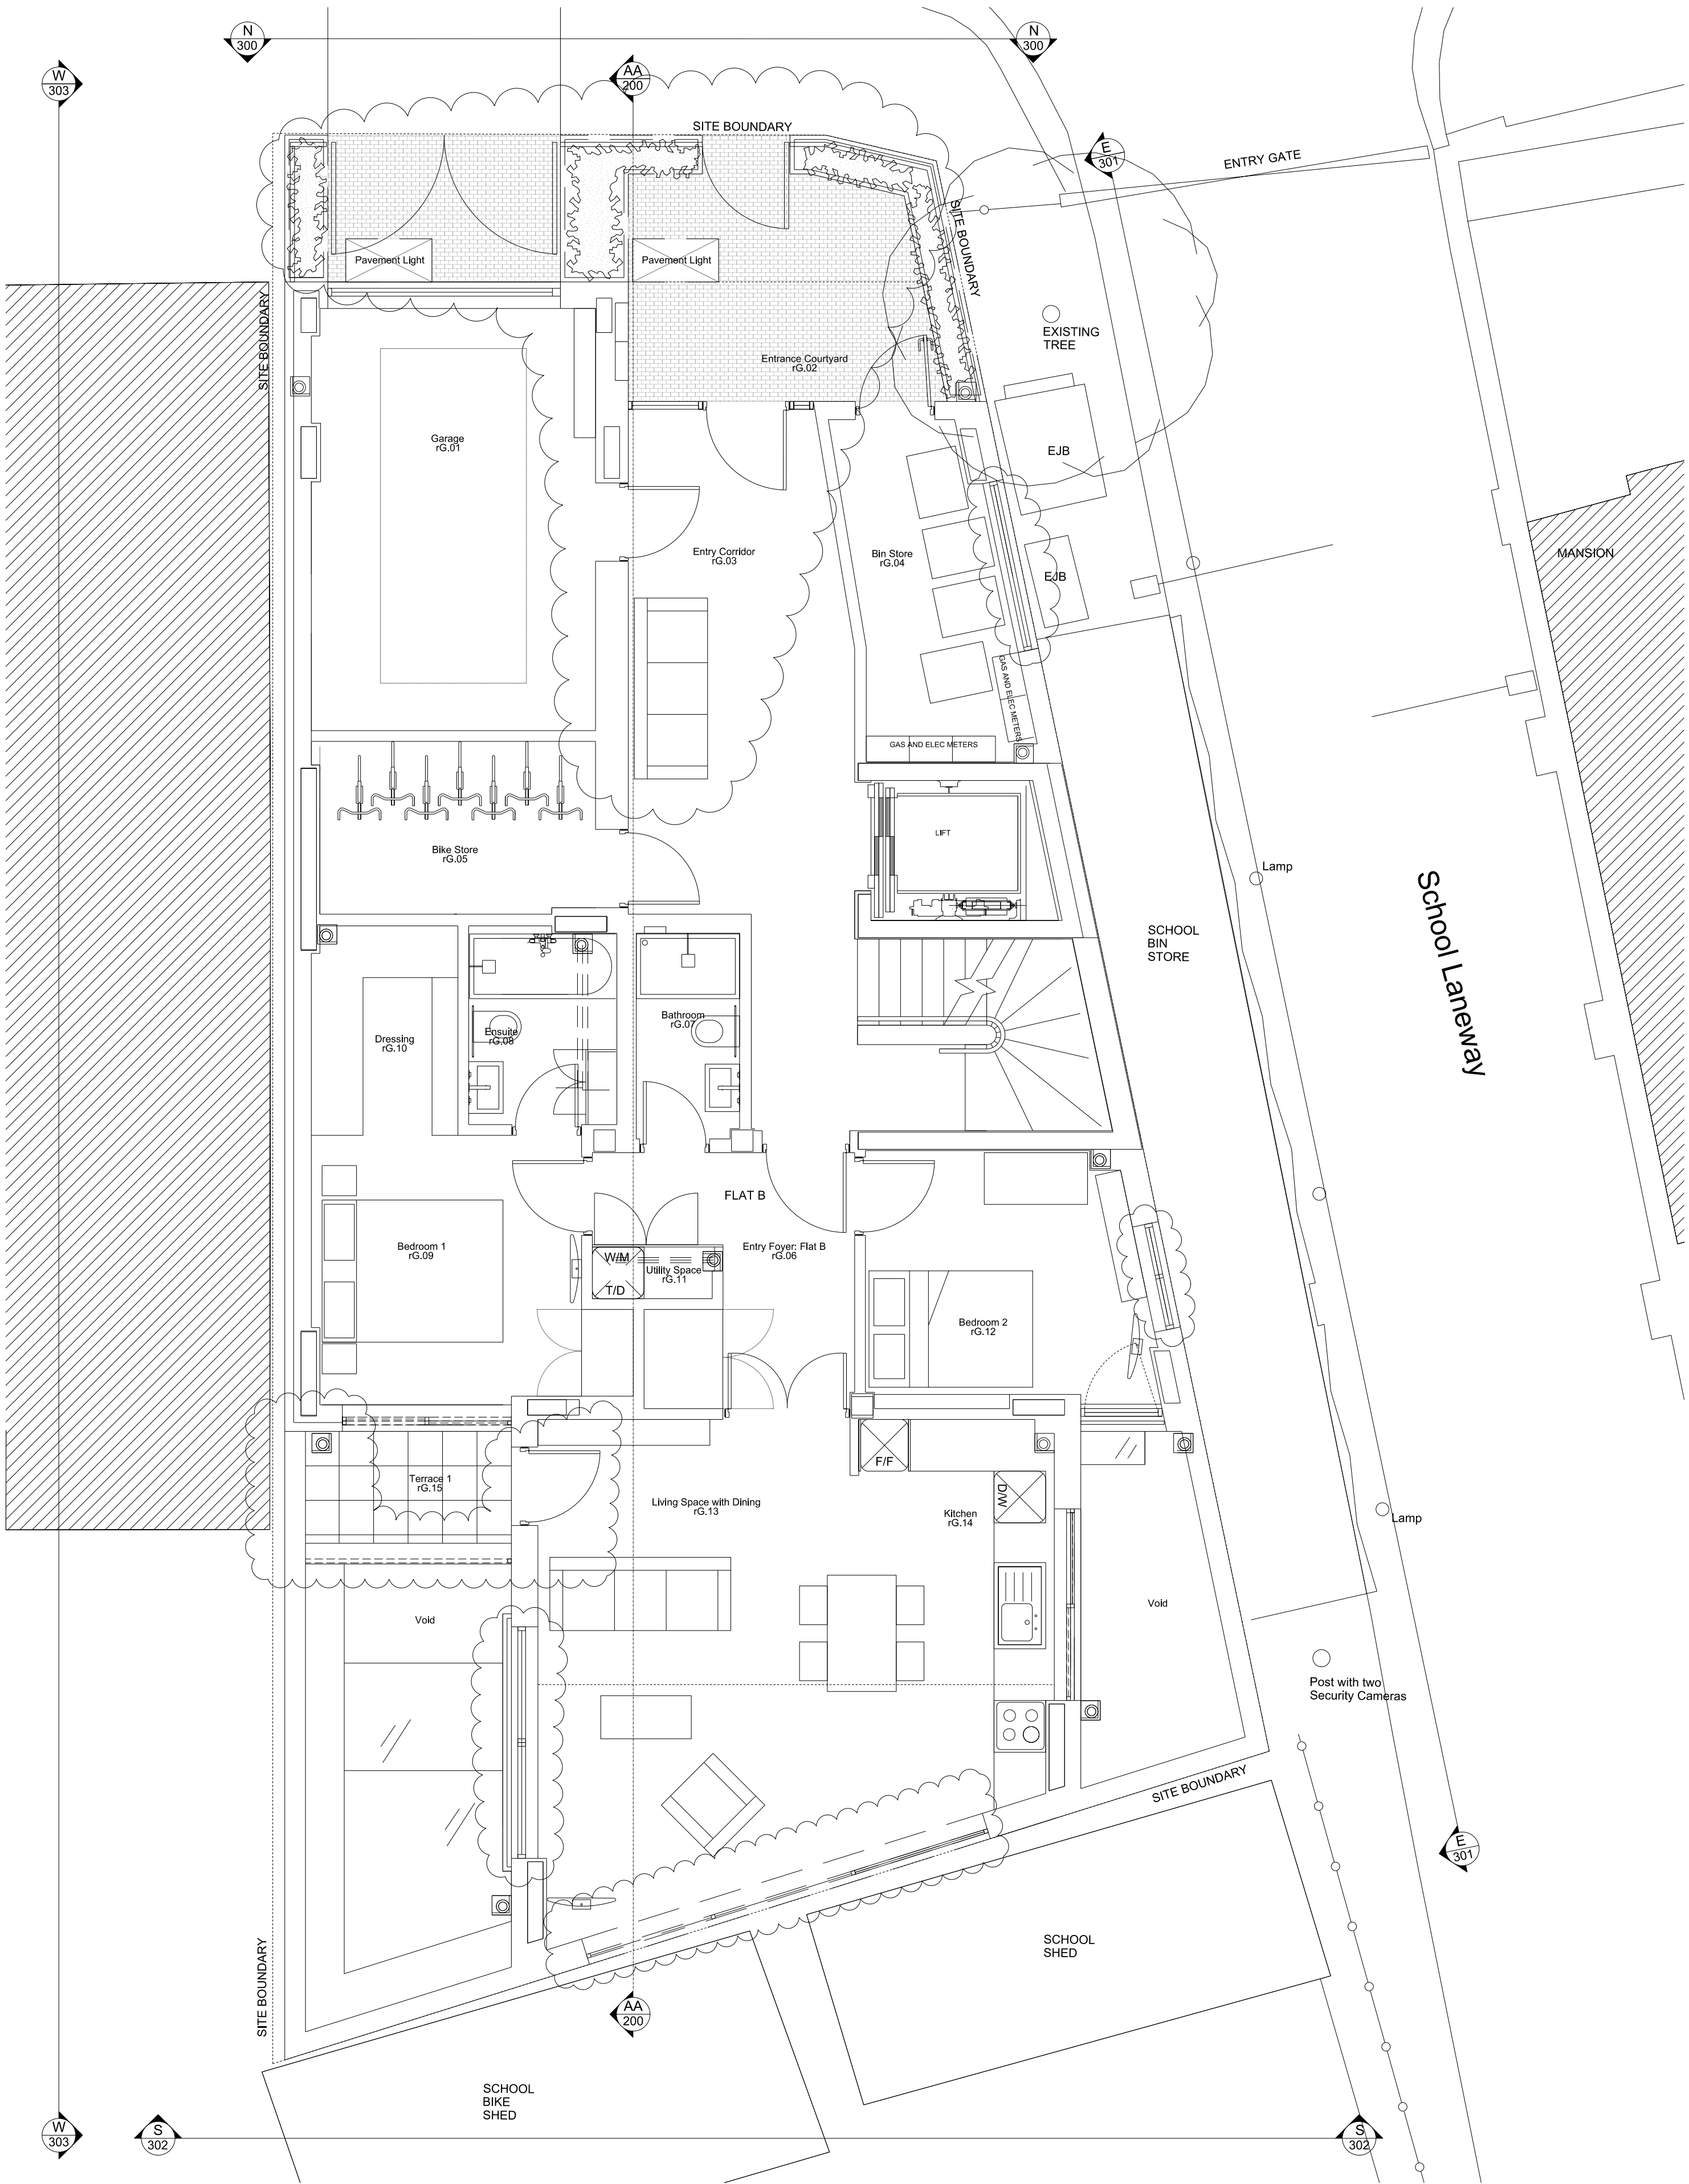 N
300
N
300
W
303
AA
200
SITE BOUNDARY
E
301
ENTRY GATE
SITE BOUNDARY
Pavement Light
Pavement Light
SITE BOUNDARY
EXISTING
TREE
Entrance Courtyard
rG.02
Garage
rG.01
EJB
Entry Corridor
rG.03
Bin Store
rG.04
EJB
MANSION
GAS AND ELEC METERS
GAS AND ELEC METERS
LIFT
Bike Store
rG.05
Lamp
School Laneway
SCHOOL
BIN
STORE
Dressing
rG.10
Ensuite
rG.08
Bathroom
rG.07
FLAT B
Bedroom 1
rG.09
Entry Foyer: Flat B
rG.06
W/M
T/D
Utility Space
rG.11
Bedroom 2
rG.12
Terrace 1
rG.15
F/F
D/W
Living Space with Dining
rG.13
Kitchen
rG.14
Lamp
Void
Void
Post with two
Security Cameras
SITE BOUNDARY
E
301
SITE BOUNDARY
SCHOOL
SHED
AA
200
SCHOOL
BIKE
SHED
W
303
S
302
S
302